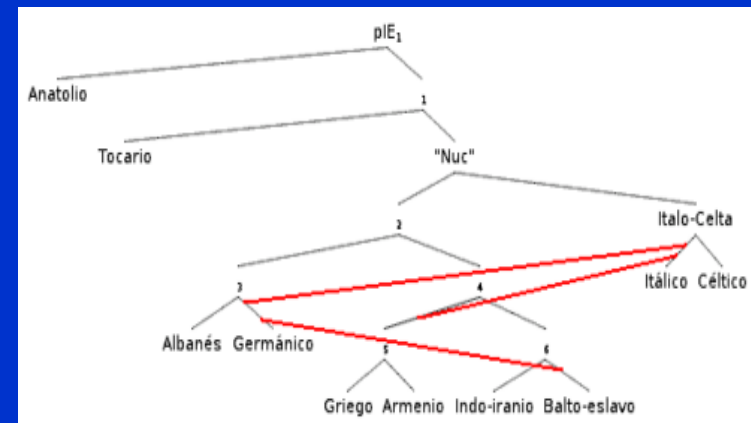 pIE₁
Anatolio
1
Tocario "Nuc"
Italo-Celta
2
Itálico Céltico
3 4
Albanés Germánico
5 6
Griego Armenio Indo-iranio Balto-eslavo